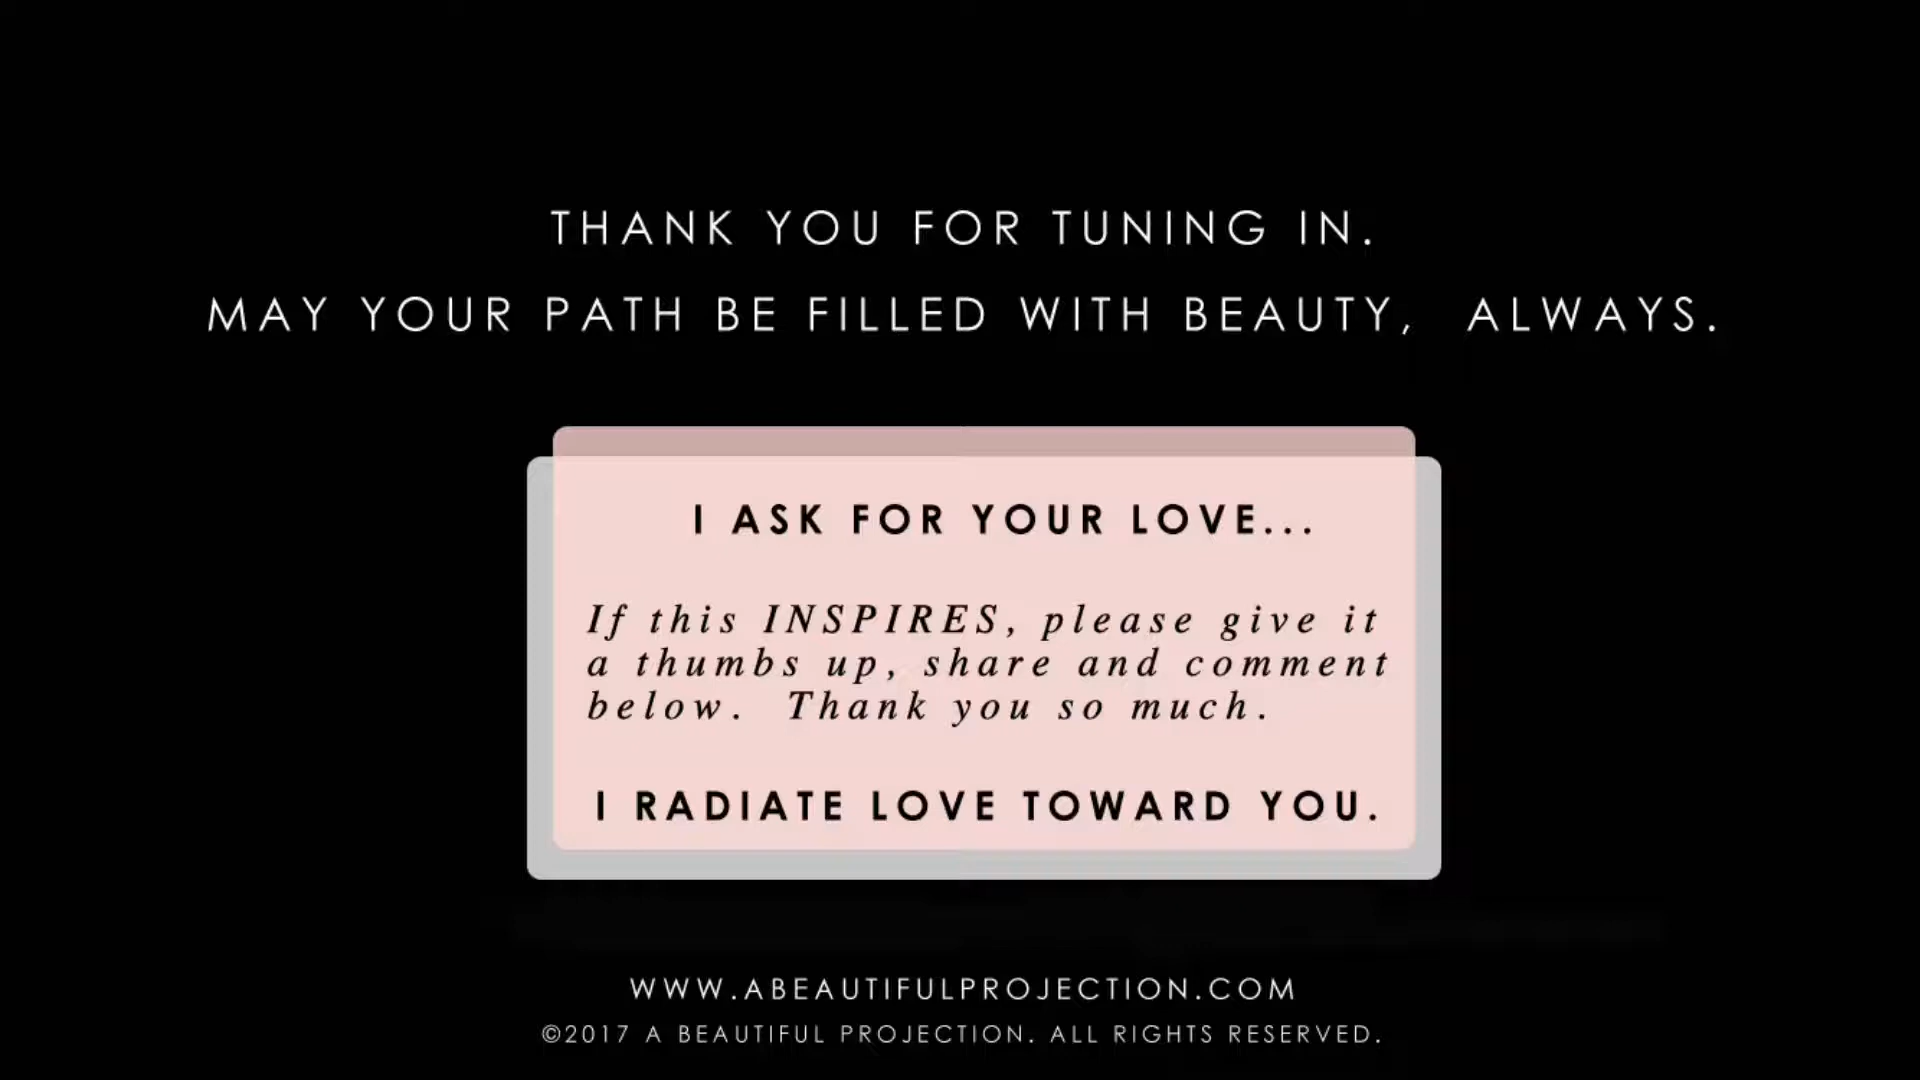 THANK YOU FOR TUNING IN.
MAY YOUR PATH BE FILLED WITH BEAUTY, ALWAYS.
I ASK FOR YOUR LOVE...
If this INSPIRES, please give it
a thumbs up, share and comment
below. Thank you so much.
I RADIATE LOVE TOWARD YOU.
WWW.ABEAUTIFULPROJECTION.COM
©2017 A BEAUTIFUL PROJECTION. ALL RIGHTS RESERVED.